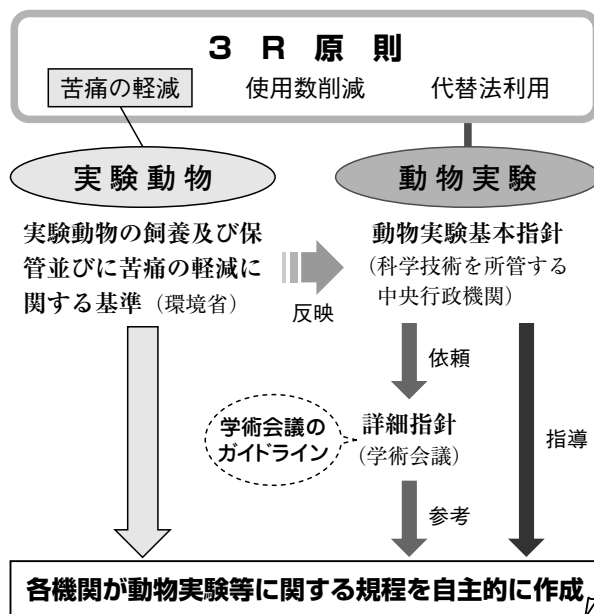 3 R 原 則
苦痛の軽減 使用数削減 代替法利用
実験動物
動物実験
実験動物の飼養及び保
管並びに苦痛の軽減に
関する基準（環境省）
反映
動物実験基本指針
（科学技術を所管する
中央行政機関）
依頼
学術会議の
ガイドライン
詳細指針
（学術会議）
指導
参考
各機関が動物実験等に関する規程を自主的に作成